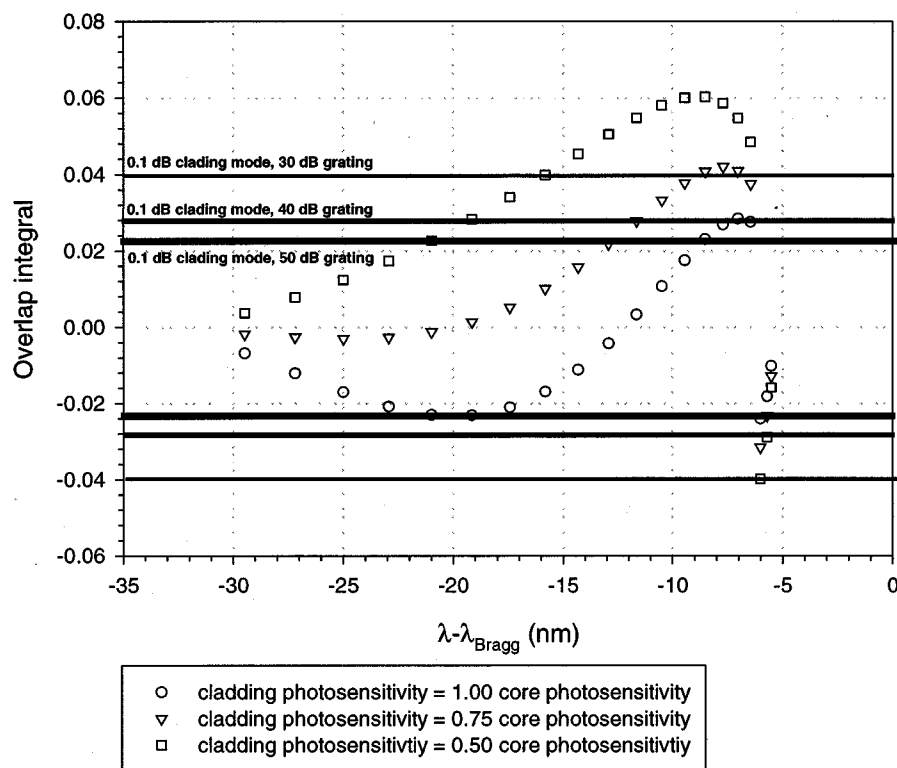 0.08
0.06
0.1 dB clading mode, 30 dB grating
0.04
0.1 dB clading mode, 40 dB grating
0.02
0.1 dB clading mode, 50 dB grating
Overlap integral
0.00
-0.02
-0.04
-0.06
-35 -30 -25 -20 -15 -10 -5 0
λ-λBragg (nm)
cladding photosensitivity = 1.00 core photosensitivity
cladding photosensitivity = 0.75 core photosensitivity
cladding photosensitivtiy = 0.50 core photosensitivtiy